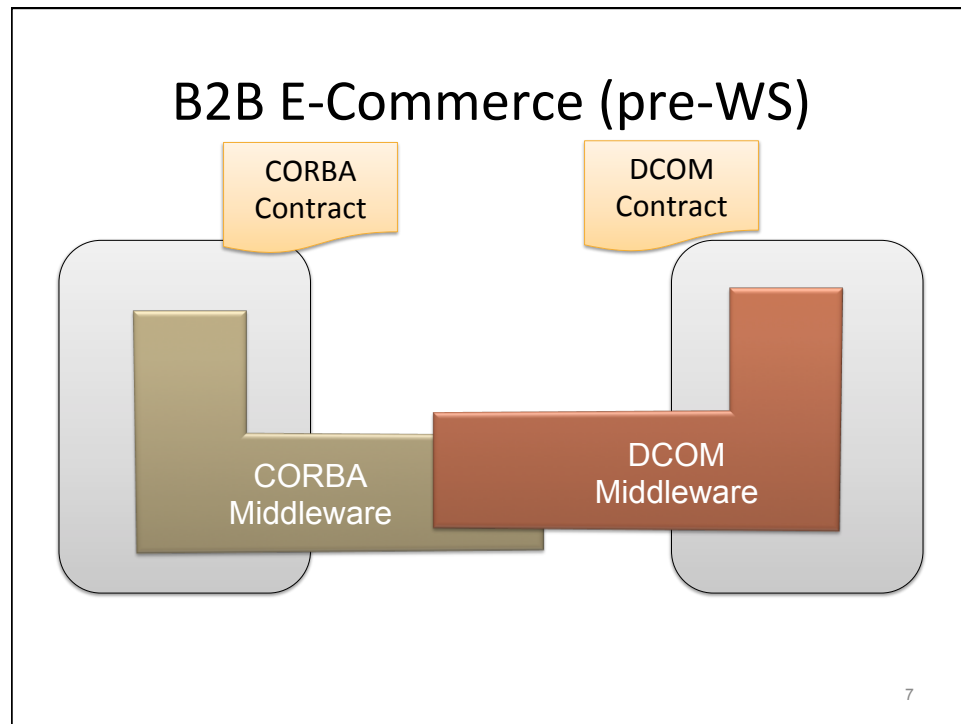 B2B E-Commerce (pre-WS)
CORBA
Contract
DCOM
Contract
CORBA
Middleware
DCOM
Middleware
7